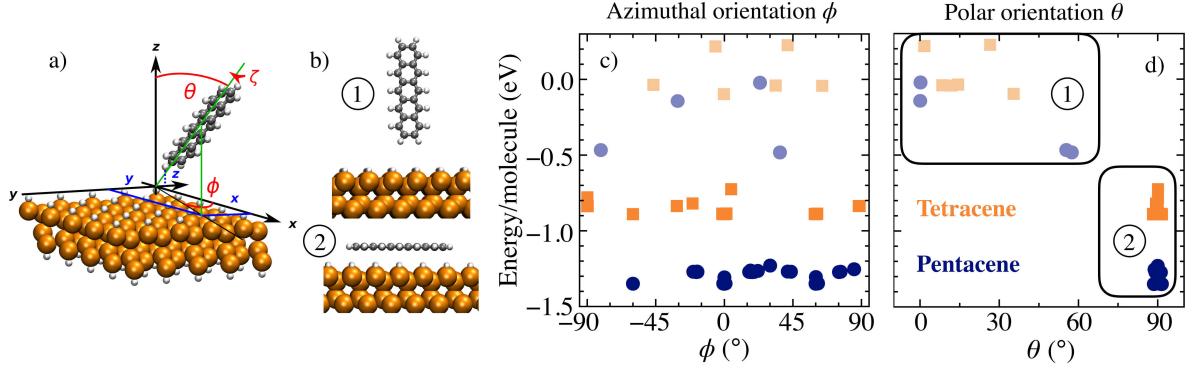 Azimuthal orientation ϕ
Polar orientation θ
a)
z
θ
ζ
y
y
z
ϕ
x
x
b)
1
2
Energy/molecule (eV)
0.0
−0.5
−1.0
−1.5
c)
−90
−45
0
45
90
ϕ (°)
d)
1
Tetracene
Pentacene
2
0
30
60
90
θ (°)